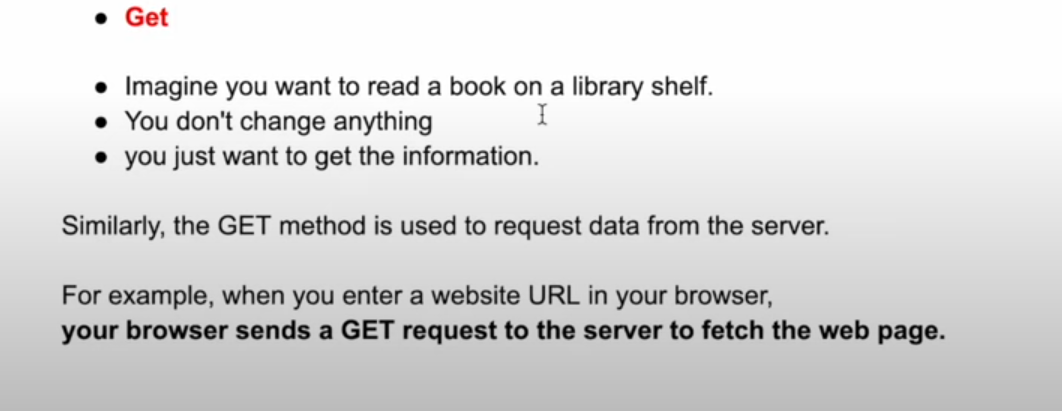 ● Get
● Imagine you want to read a book on a library shelf.
● You don't change anything
● you just want to get the information.
Similarly, the GET method is used to request data from the server.
For example, when you enter a website URL in your browser,
your browser sends a GET request to the server to fetch the web page.